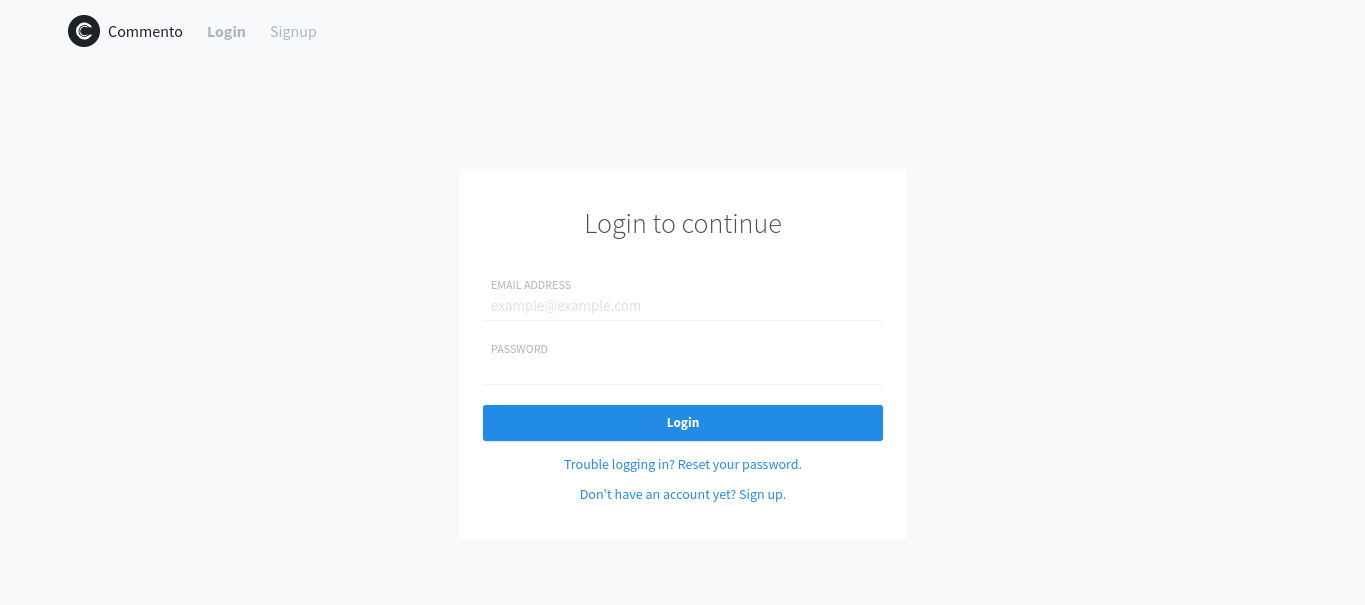 Commento Login Signup
Login to continue
EMAIL ADDRESS
example@example.com
PASSWORD
Login
Trouble logging in? Reset your password.
Don't have an account yet? Sign up.